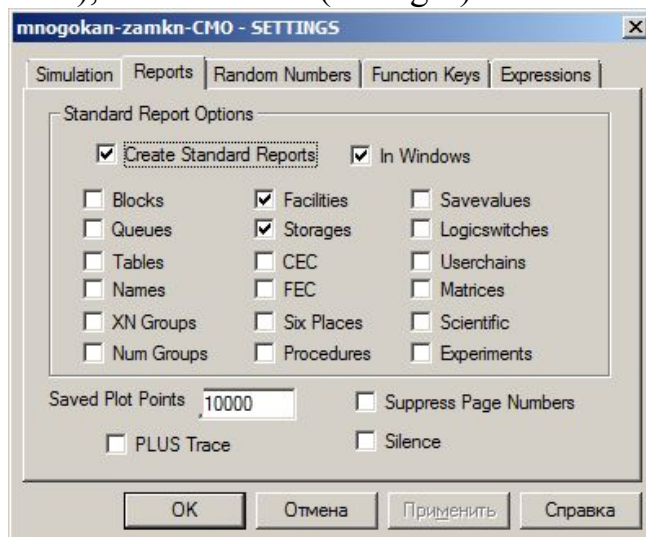 mnogokan-zamkn-CMO - SETTINGS
Simulation Reports Random Numbers Function Keys Expressions
Standard Report Options
Create Standard Reports In Windows
Blocks Facilities Savevalues
Queues Storages Logicswitches
Tables CEC Userchains
Names FEC Matrices
XN Groups Six Places Scientific
Num Groups Procedures Experiments
Saved Plot Points 10000 Suppress Page Numbers
PLUS Trace Silence
OK Отмена Применить Справка